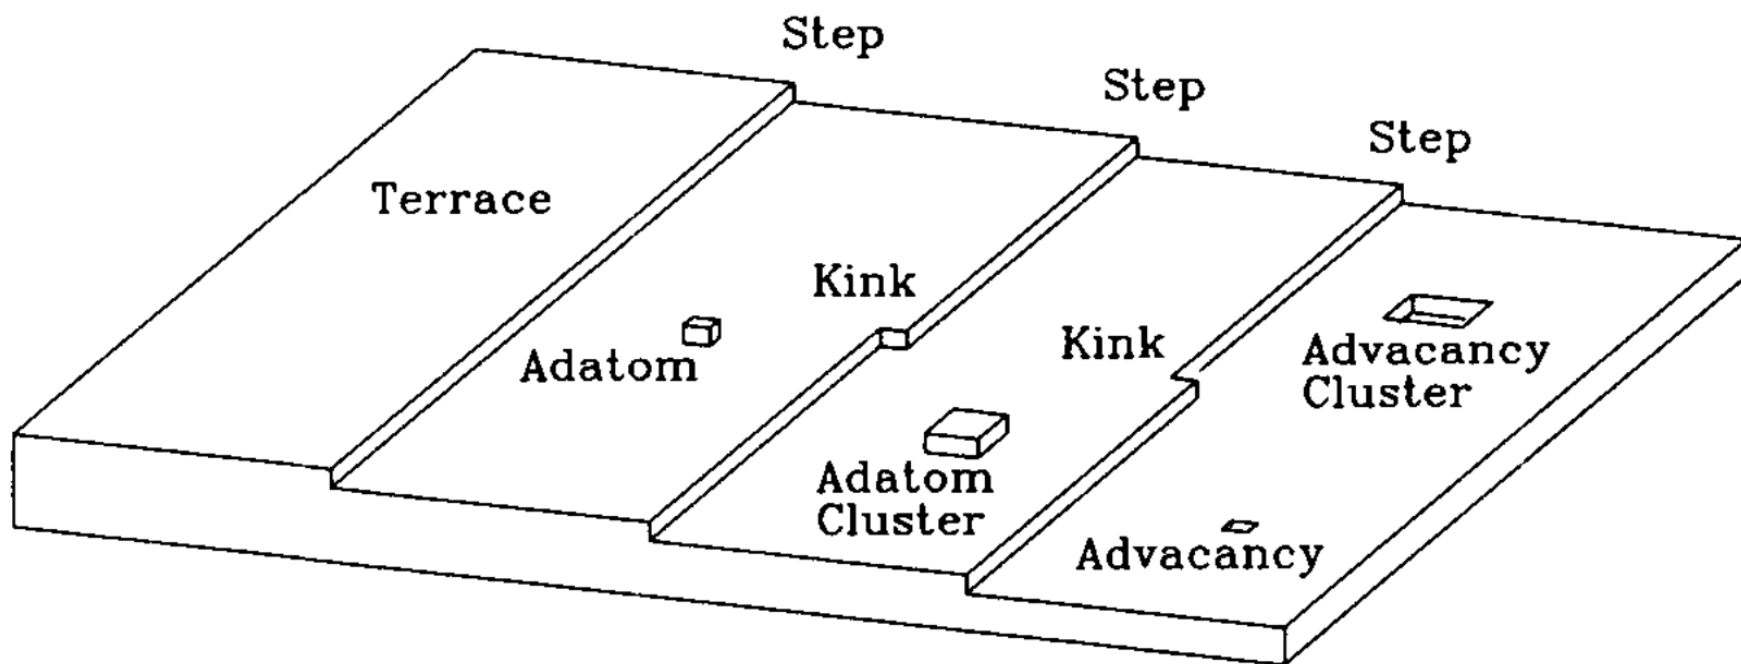 Step
Step
Step
Terrace
Kink
Kink
Adatom
Advacancy
Cluster
Adatom
Cluster
Advacancy